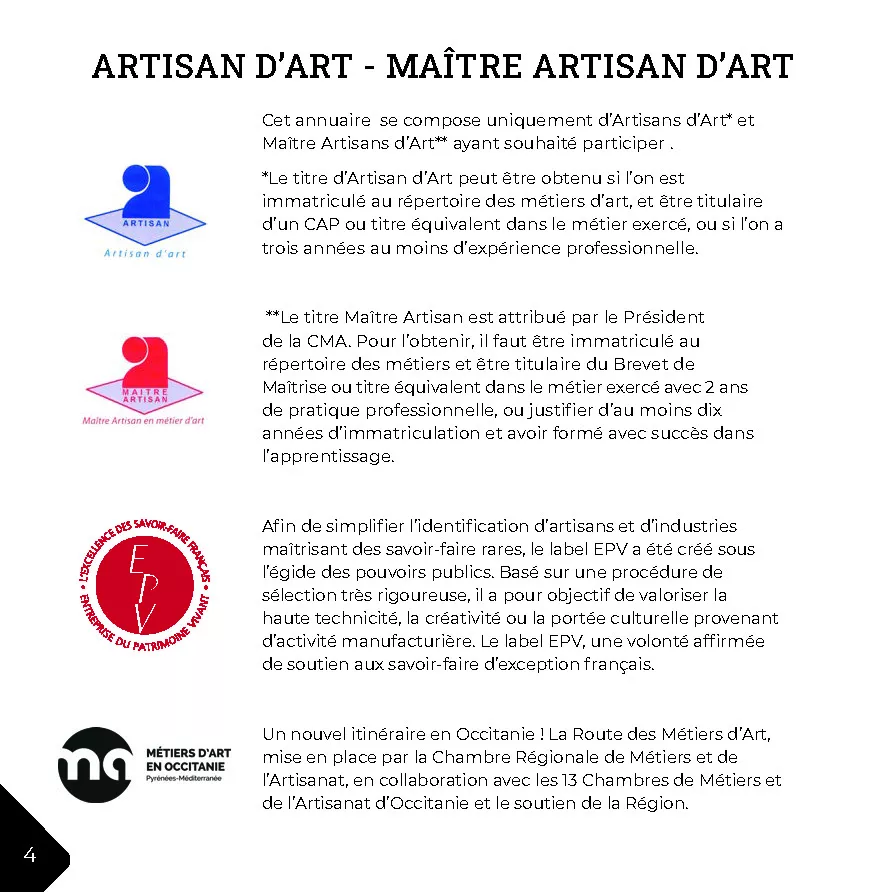 ARTISAN D'ART - MAÎTRE ARTISAN D'ART
Cet annuaire  se compose uniquement d'Artisans d'Art* et
Maître Artisans d'Art** ayant souhaité participer .
ARTISAN
Artisan d'art
*Le titre d'Artisan d'Art peut être obtenu si l'on est
immatriculé au répertoire des métiers d'art, et être titulaire
d'un CAP ou titre équivalent dans le métier exercé, ou si l'on a
trois années au moins d'expérience professionnelle.
MAITRE
ARTISAN
Maître Artisan en métier d'art
**Le titre Maître Artisan est attribué par le Président
de la CMA. Pour l'obtenir, il faut être immatriculé au
répertoire des métiers et être titulaire du Brevet de
Maîtrise ou titre équivalent dans le métier exercé avec 2 ans
de pratique professionnelle, ou justifier d'au moins dix
années d'immatriculation et avoir formé avec succès dans
l'apprentissage.
• L'EXCELLENCE DES SAVOIR-FAIRE FRANÇAIS •
EPV
ENTREPRISE DU PATRIMOINE VIVANT
Afin de simplifier l'identification d'artisans et d'industries
maîtrisant des savoir-faire rares, le label EPV a été créé sous
l'égide des pouvoirs publics. Basé sur une procédure de
sélection très rigoureuse, il a pour objectif de valoriser la
haute technicité, la créativité ou la portée culturelle provenant
d'activité manufacturière. Le label EPV, une volonté affirmée
de soutien aux savoir-faire d'exception français.
ma
MÉTIERS D'ART
EN OCCITANIE
Pyrénées-Méditerranée
Un nouvel itinéraire en Occitanie ! La Route des Métiers d'Art,
mise en place par la Chambre Régionale de Métiers et de
l'Artisanat, en collaboration avec les 13 Chambres de Métiers et
de l'Artisanat d'Occitanie et le soutien de la Région.
4